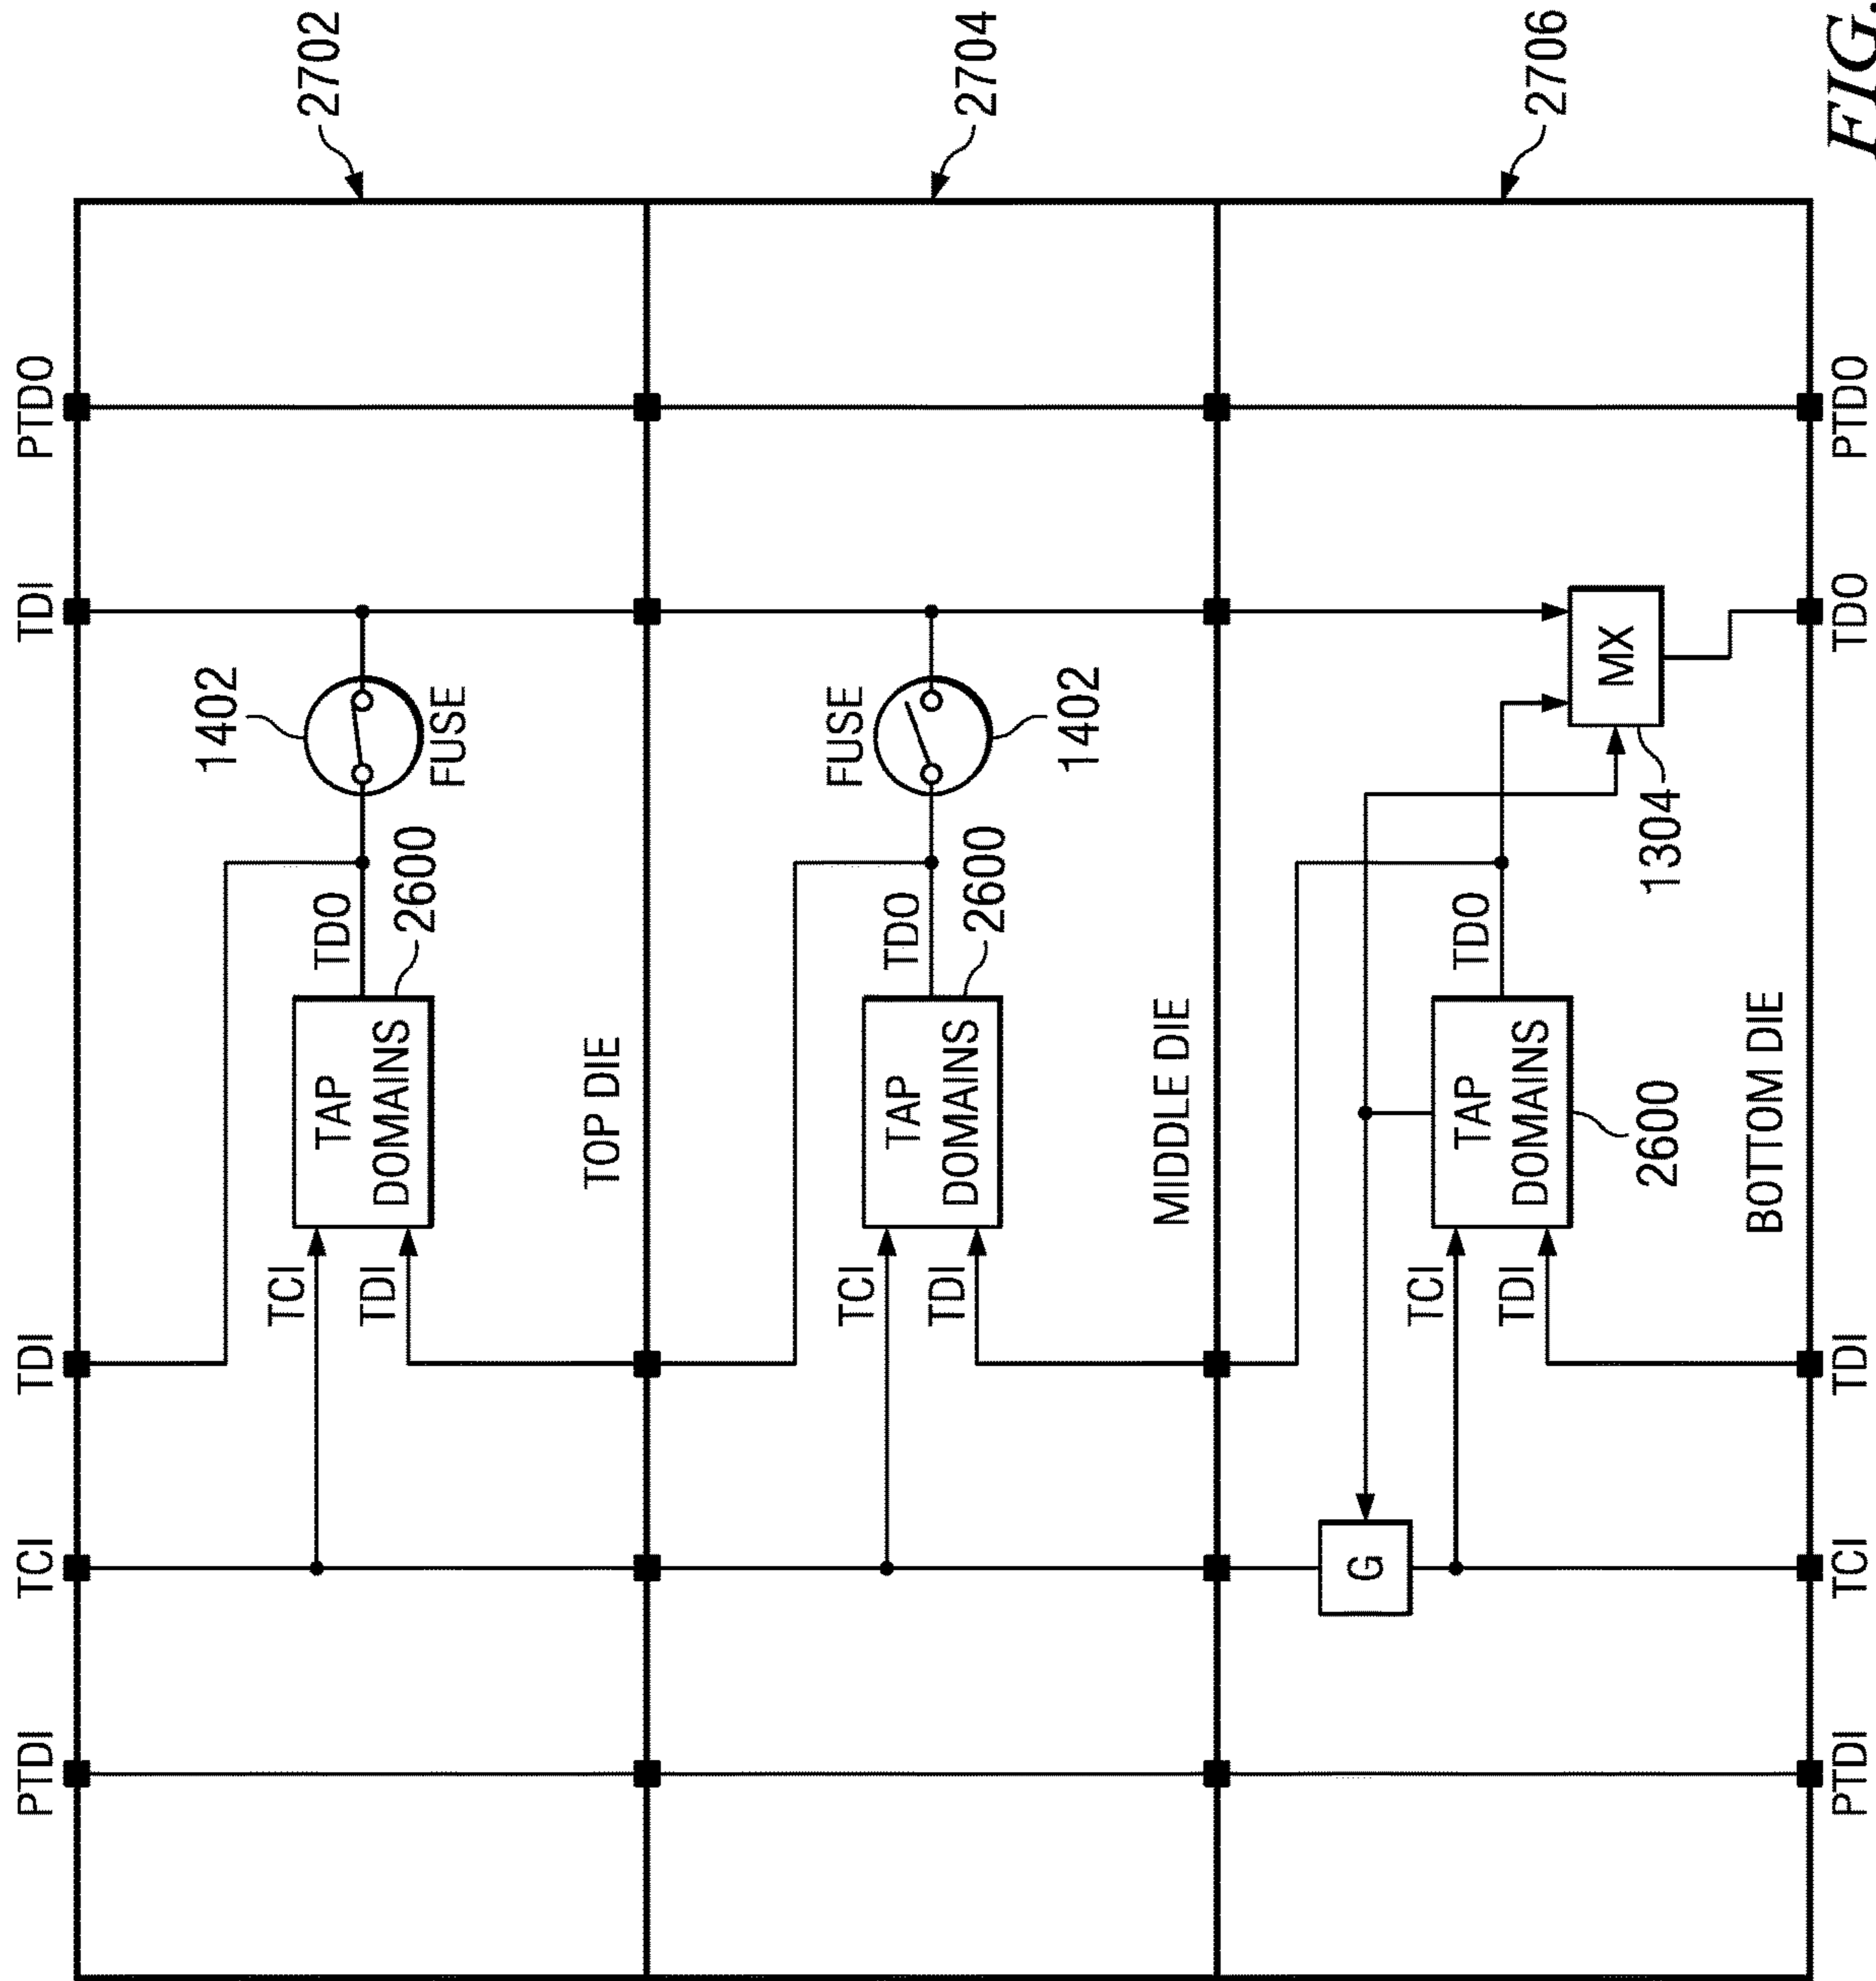 PTDI
TCI
TDI
TDI
PTDO
1402
TCI
TDO
2702
TAP
DOMAINS
TDI
2600
FUSE
TOP DIE
FUSE
TCI
TDO
2704
TAP
DOMAINS
TDI
2600
1402
MIDDLE DIE
G
TCI
TDO
2706
TAP
DOMAINS
TDI
MX
2600
1304
BOTTOM DIE
PTDI
TCI
TDI
TDO
PTDO
FIG.